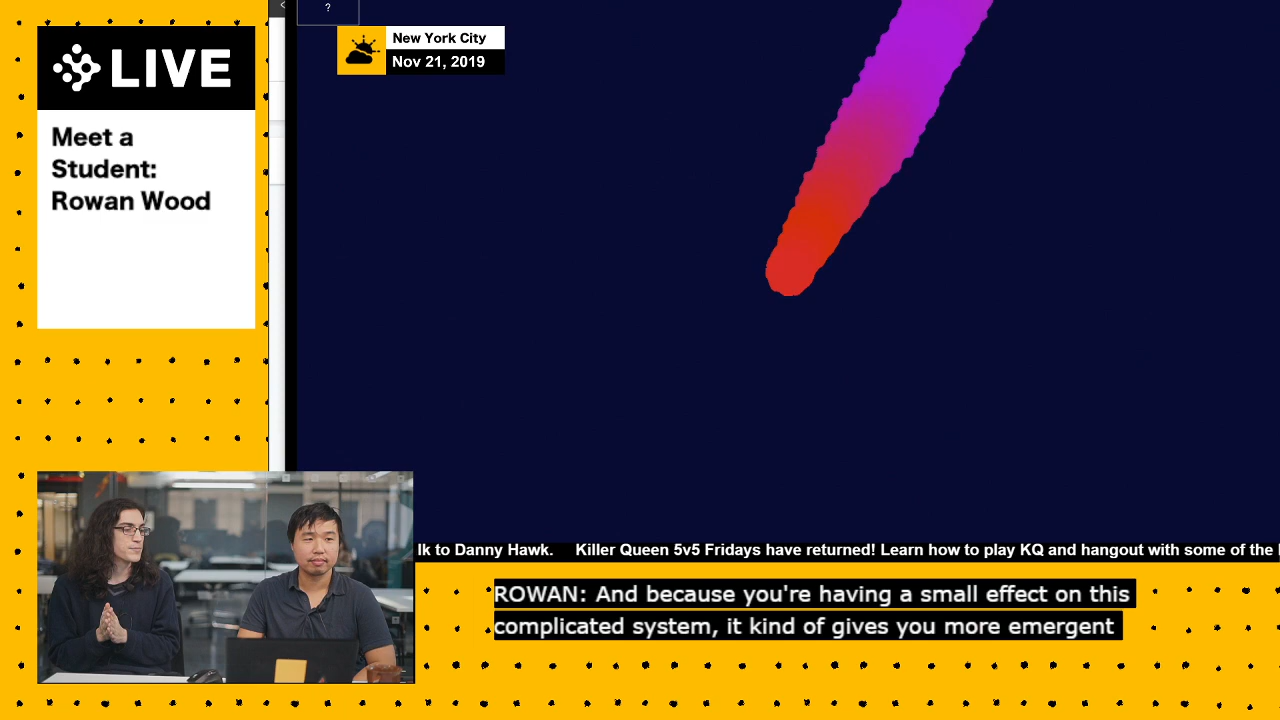 ?
New York City
Nov 21, 2019
LIVE
Meet a
Student:
Rowan Wood
lk to Danny Hawk. Killer Queen 5v5 Fridays have returned! Learn how to play KQ and hangout with some of the
ROWAN: And because you're having a small effect on this
complicated system, it kind of gives you more emergent